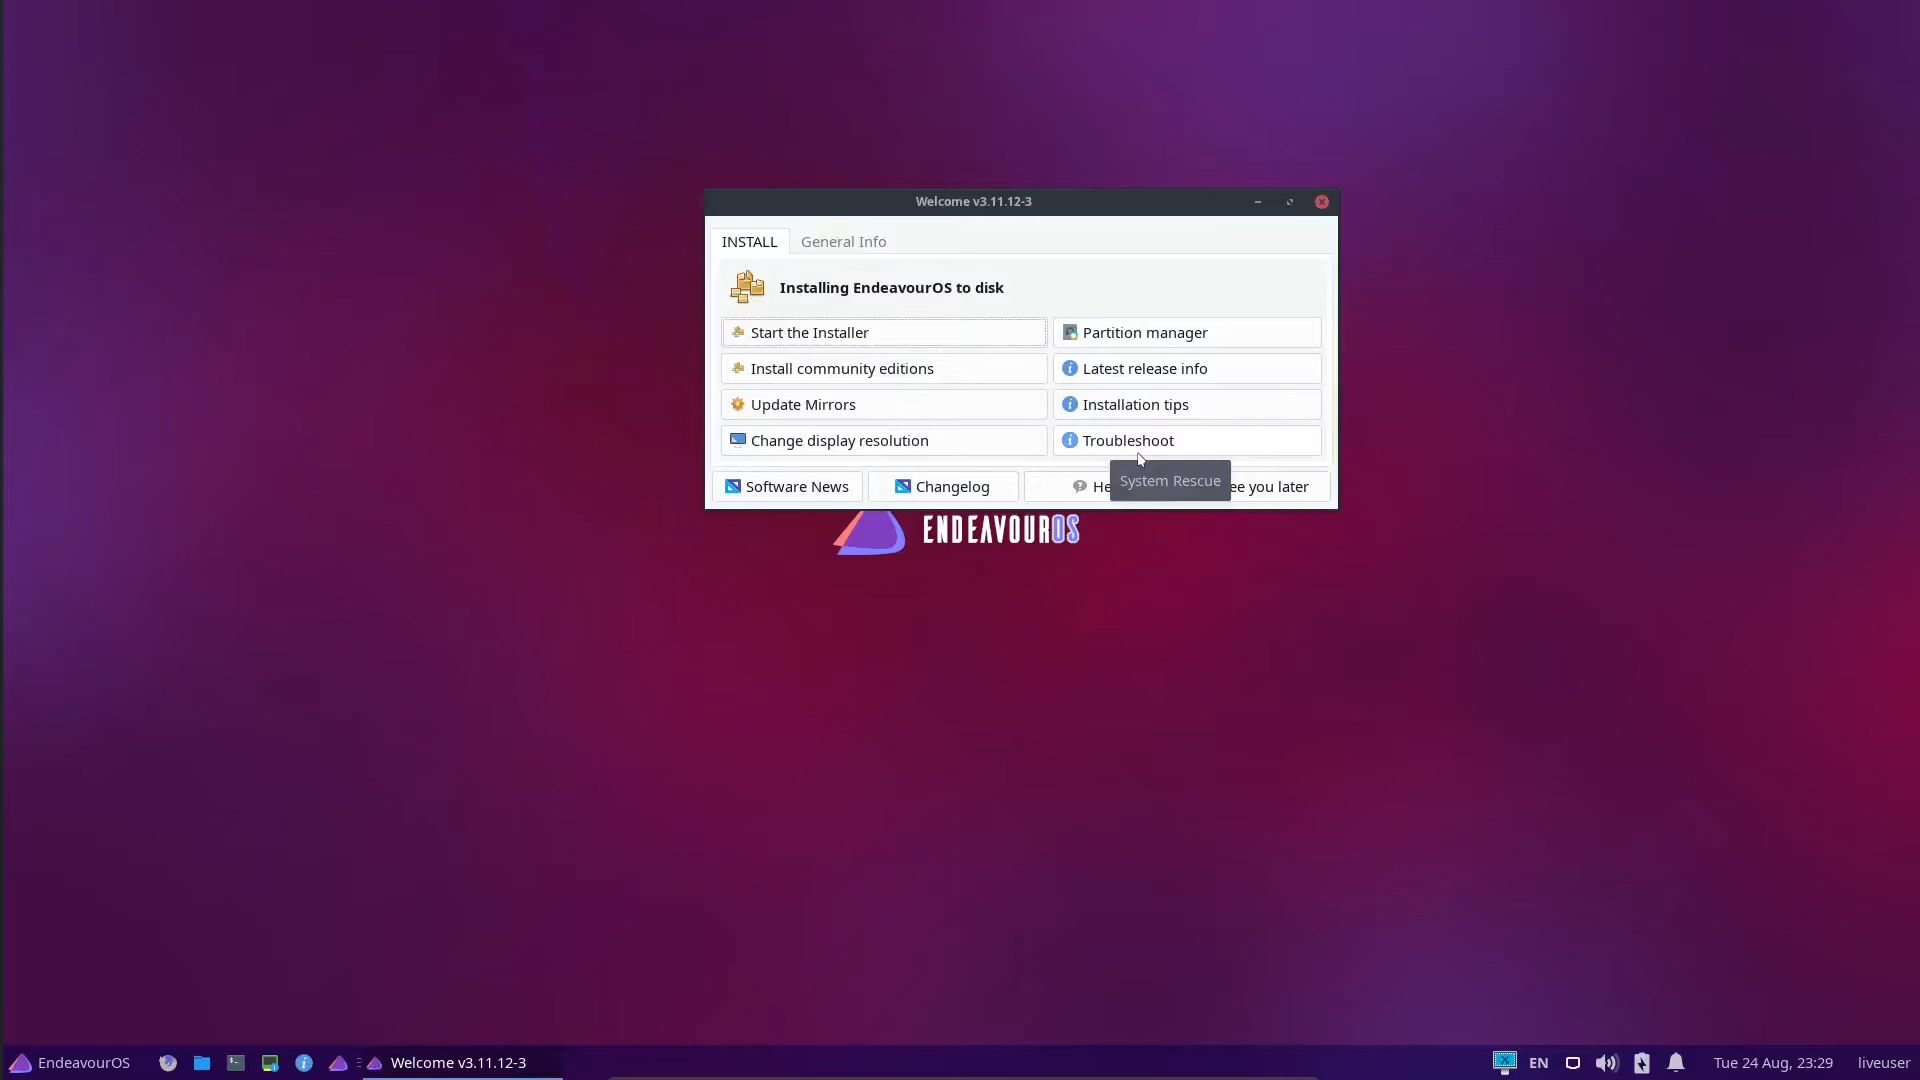 Welcome v3.11.12-3
INSTALL General Info
Installing EndeavourOS to disk
Start the Installer Partition manager
Install community editions Latest release info
Update Mirrors Installation tips
Change display resolution Troubleshoot
System Rescue
Software News Changelog He ee you later
ENDEAVOUROS
EndeavourOS Welcome v3.11.12-3 EN Tue 24 Aug, 23:29 liveuser